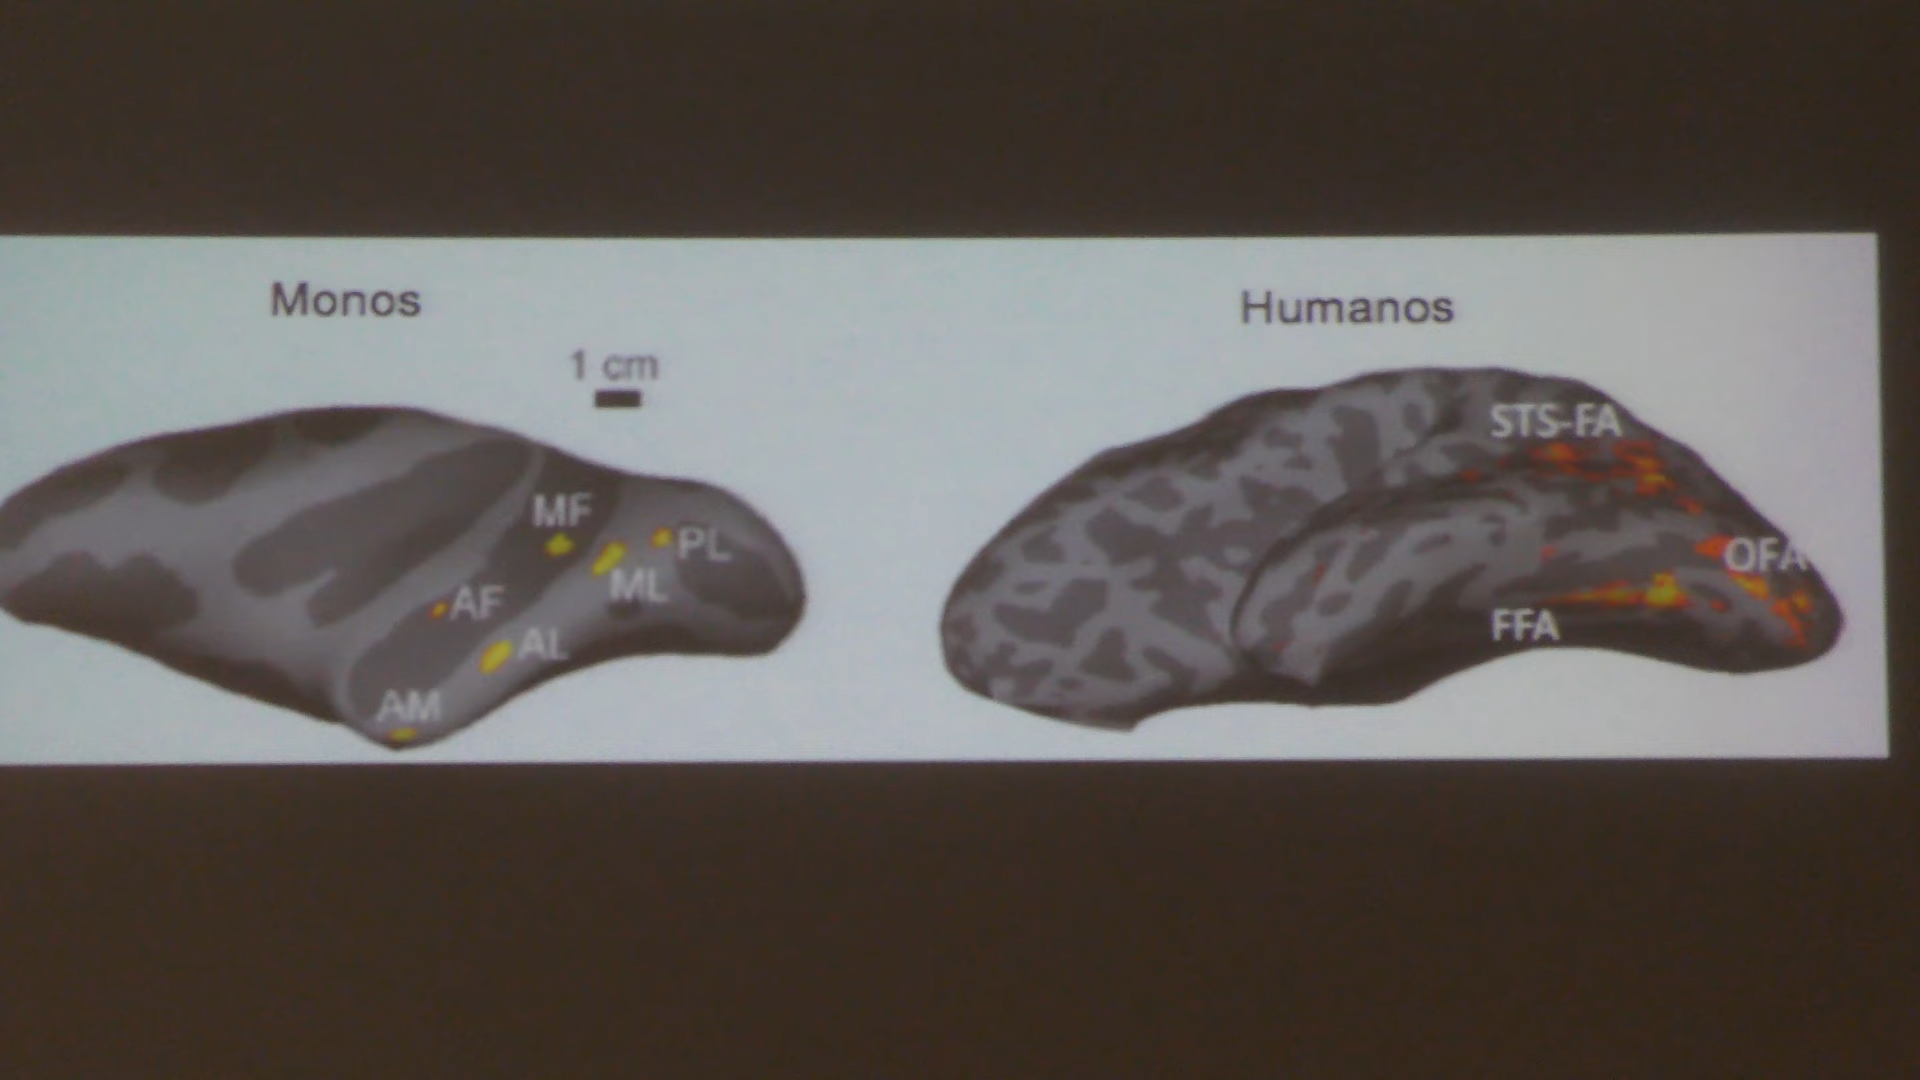 Monos
1 cm
MF
PL
ML
AF
AL
AM
Humanos
STS-FA
OFA
FFA